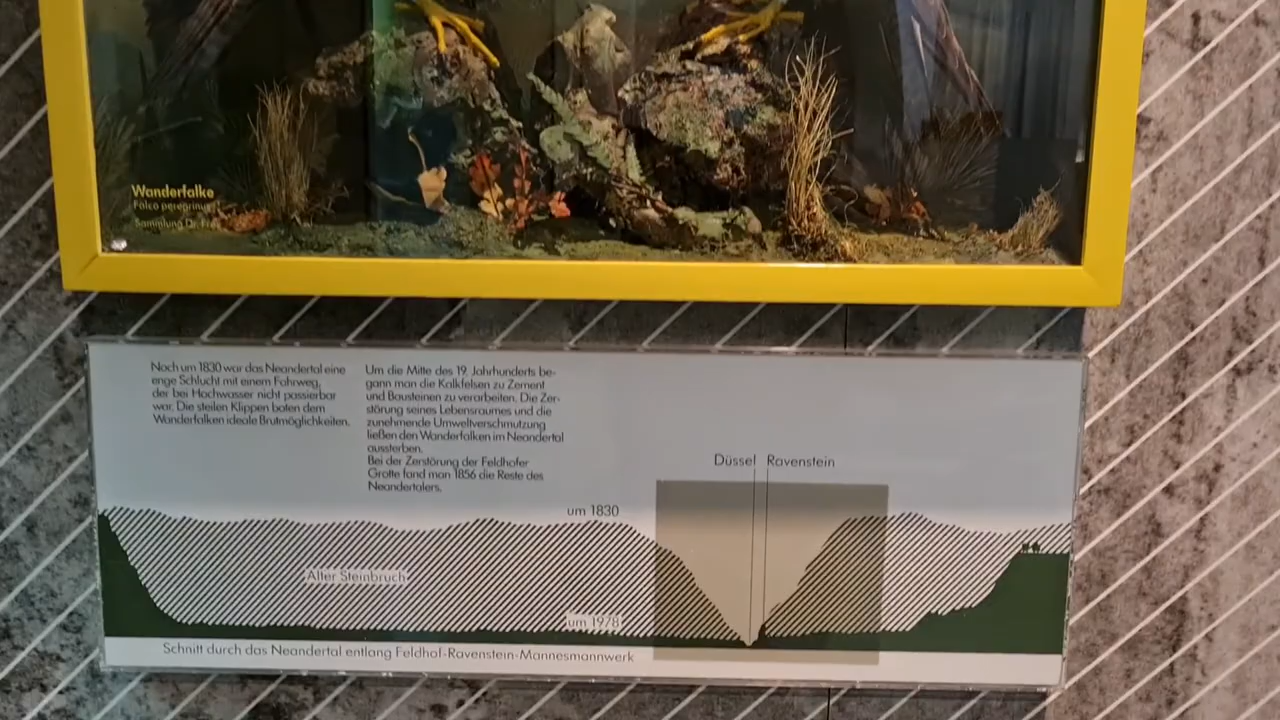 Wanderfalke
Falco peregrinus
Sammlung Dr.
Noch um 1830 war das Neandertal eine
enge Schlucht mit einem Fahrweg,
der bei Hochwasser nicht passierbar
war. Die steilen Klippen boten dem
Wanderfalken ideale Brutmöglichkeiten.
Um die Mitte des 19. Jahrhunderts be-
gann man die Kalkfelsen zu Zement
und Bausteinen zu verarbeiten. Die Zer-
störung seines Lebensraumes und die
zunehmende Umweltverschmutzung
ließen den Wanderfalken im Neandertal
aussterben.
Bei der Zerstörung der Feldhofer
Grotte fand man 1856 die Reste des
Neandertalers.
Düssel Ravenstein
um 1830
Alter Steinbruch
um 1978
Schnitt durch das Neandertal entlang Feldhof-Ravenstein-Mannesmannwerk